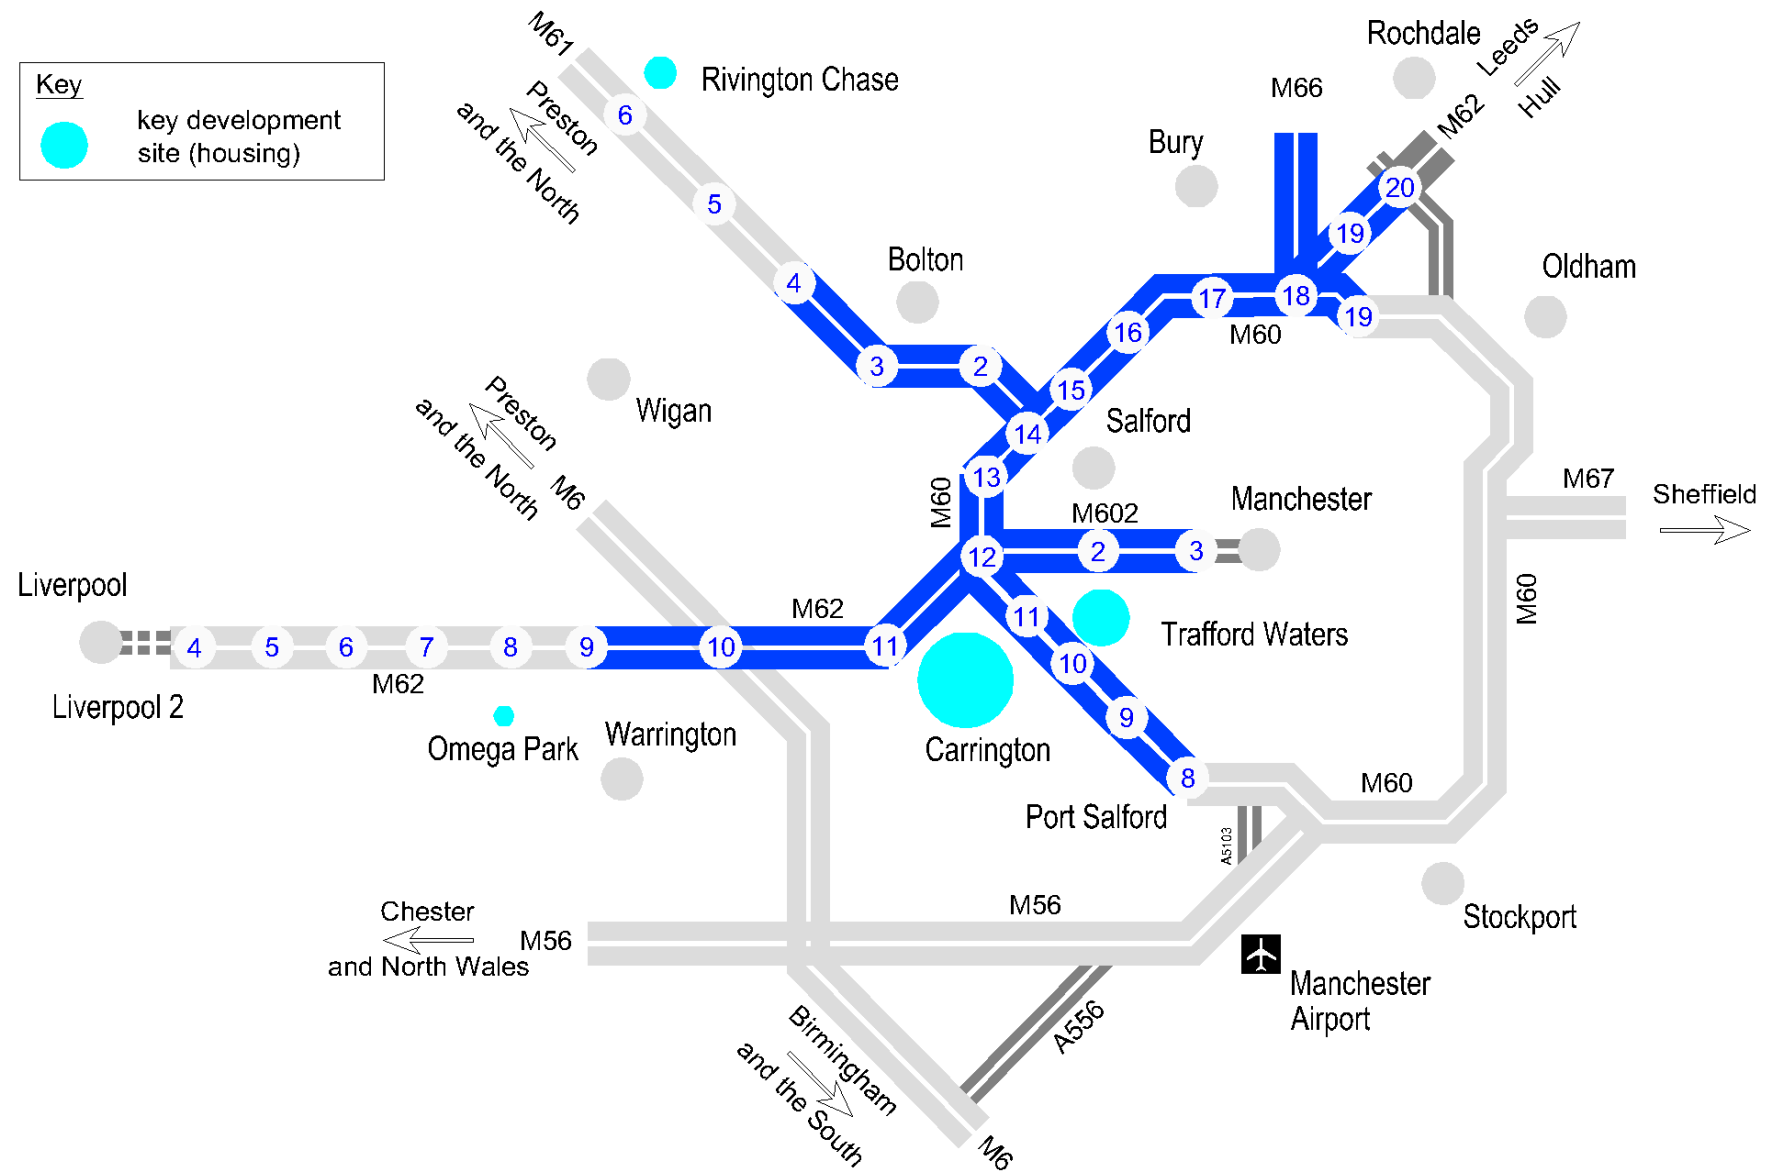 Key
key development
site (housing)
M61
Preston
and the North
Rivington Chase
6
5
4
3
2
Bolton
Bury
M66
Rochdale
Leeds
Hull
M62
20
19
18
19
17
M60
16
15
14
13
Oldham
Wigan
Preston
and the North
M6
M60
Salford
M602
Manchester
12
2
3
M67
Sheffield
M60
Liverpool
Liverpool 2
4
5
6
7
8
9
10
11
M62
M62
11
10
9
8
Trafford Waters
Carrington
Omega Park
Warrington
Port Salford
M60
A5103
Stockport
Chester
and North Wales
M56
M56
Manchester
Airport
A556
Birmingham
and the South
M6